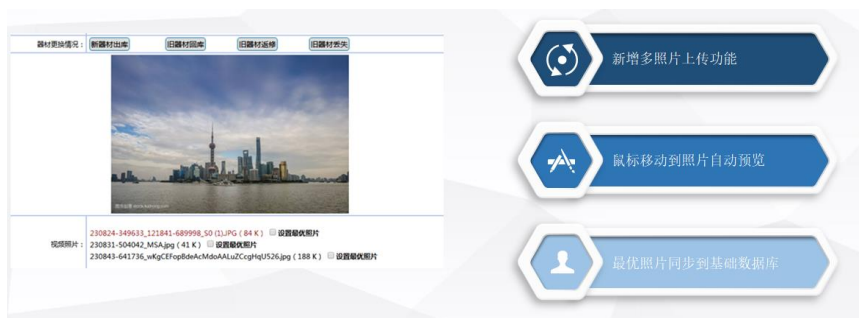 器材更换情况： 新器材出库 旧器材回库 旧器材返修 旧器材丢失
视频照片：
230824-349633_121841-689998_50 (1).JPG ( 84 K ) 设置最优照片
230831-504042_MSA.jpg ( 41 K ) 设置最优照片
230843-641736_wKgCEFopBdeAcMdoAALuZCcgHqU526.jpg ( 188 K ) 设置最优照片
新增多照片上传功能
鼠标移动到照片自动预览
最优照片同步到基础数据库